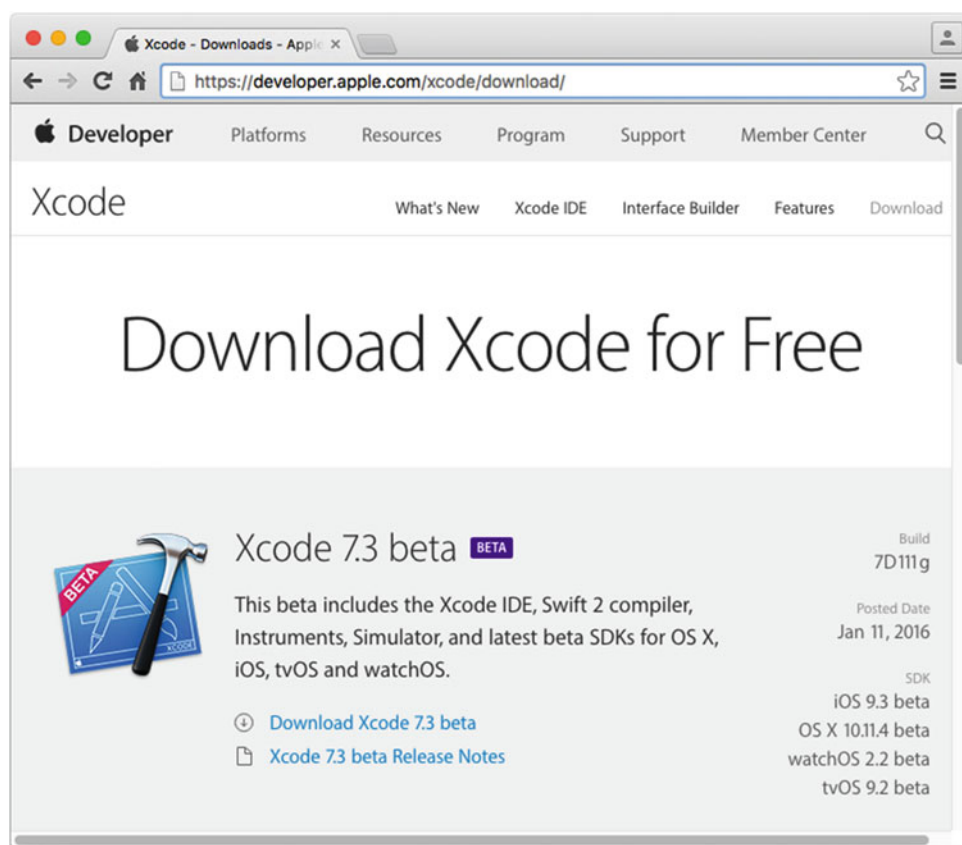 Xcode - Downloads - Apple
https://developer.apple.com/xcode/download/
Developer Platforms Resources Program Support Member Center
Xcode What's New Xcode IDE Interface Builder Features Download
Download Xcode for Free
BETA
XCODE
Xcode 7.3 beta BETA
This beta includes the Xcode IDE, Swift 2 compiler,
Instruments, Simulator, and latest beta SDKs for OS X,
iOS, tvOS and watchOS.
Download Xcode 7.3 beta
Xcode 7.3 beta Release Notes
Build
7D111g
Posted Date
Jan 11, 2016
SDK
iOS 9.3 beta
OS X 10.11.4 beta
watchOS 2.2 beta
tvOS 9.2 beta